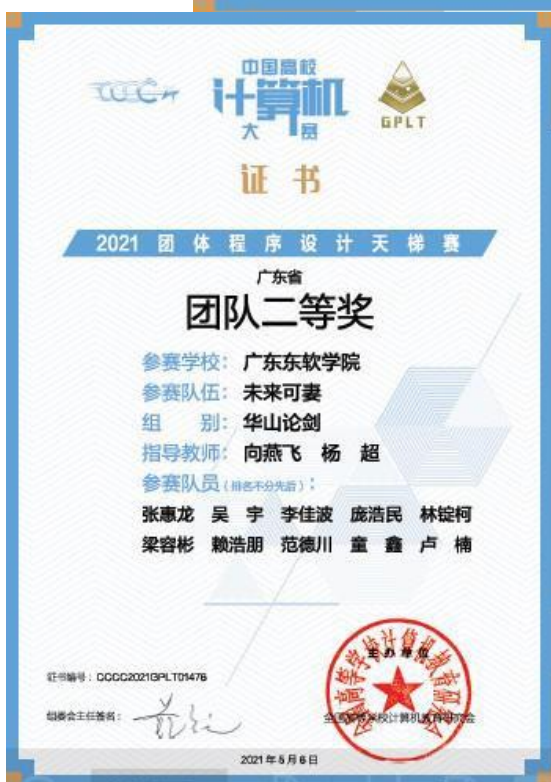 中国高校
计算机
大赛
GPLT
证书
2021 团体程序设计天梯赛
广东省
团队二等奖
参赛学校：广东东软学院
参赛队伍：未来可妻
组 别：华山论剑
指导教师：向燕飞 杨 超
参赛队员（排名不分先后）：
张惠龙 吴 宇 李佳波 庞浩民 林锭柯
梁容彬 赖浩朋 范德川 童 鑫 卢 楠
主办单位
证书编号：CCCC2021GPLT01476
组委会主任签名：
全国高等学校计算机教育研究会
2021年5月6日